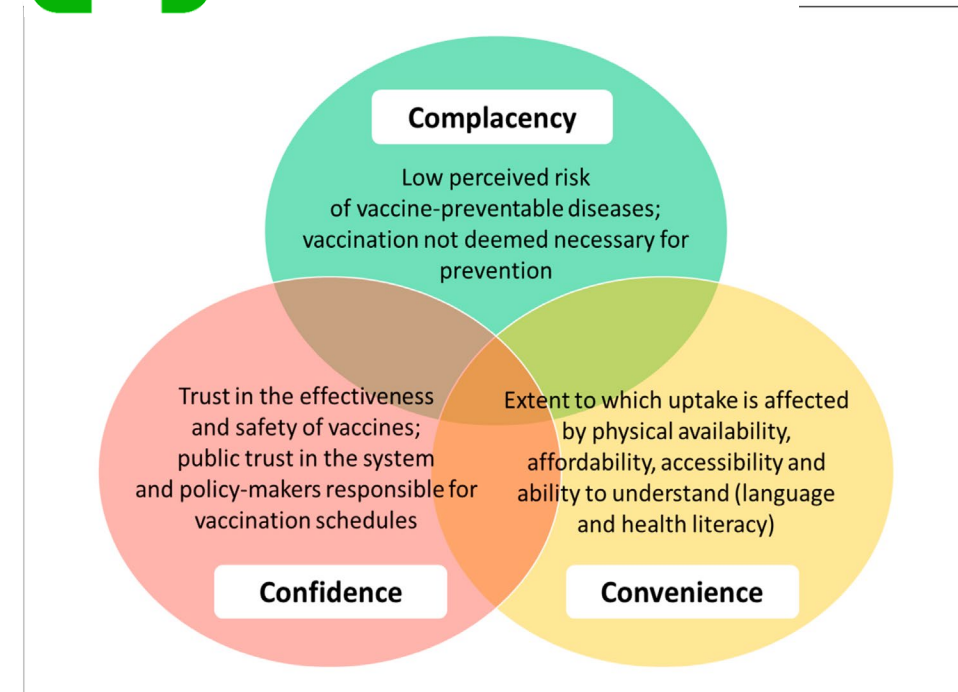 Complacency
Low perceived risk
of vaccine-preventable diseases;
vaccination not deemed necessary for
prevention
Trust in the effectiveness
and safety of vaccines;
public trust in the system
and policy-makers responsible for
vaccination schedules
Confidence
Extent to which uptake is affected
by physical availability,
affordability, accessibility and
ability to understand (language
and health literacy)
Convenience